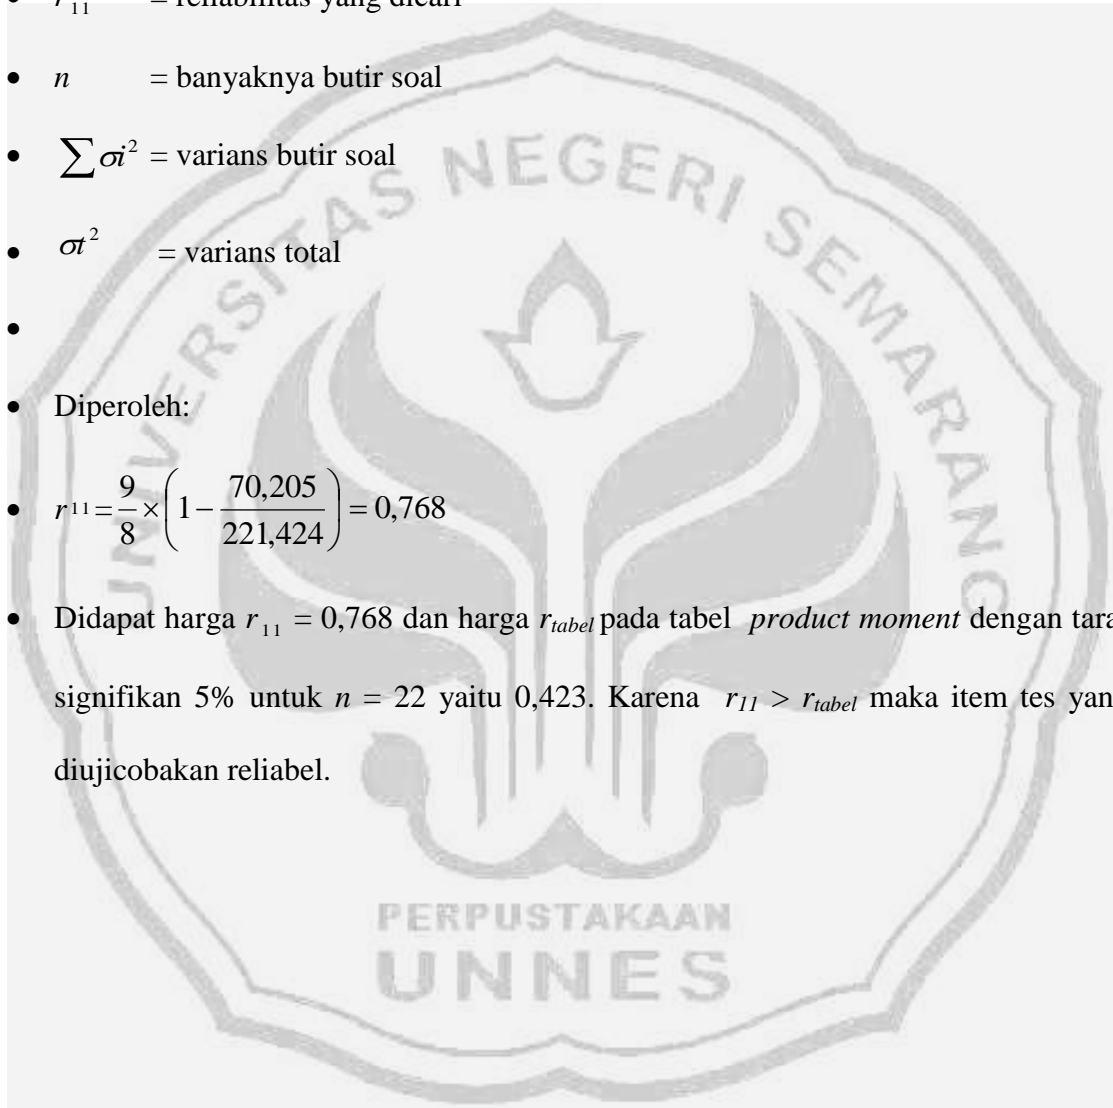 • r₁₁ = reliabilitas yang dicari
• n = banyaknya butir soal
• ∑σi² = varians butir soal
• σt² = varians total
•
• Diperoleh:
• r¹¹ = 9/8 × (1 − 70,205/221,424) = 0,768
• Didapat harga r₁₁ = 0,768 dan harga r_tabel pada tabel product moment dengan tara
signifikan 5% untuk n = 22 yaitu 0,423. Karena r₁₁ > r_tabel maka item tes yan
diujicobakan reliabel.
UNIVERSITAS NEGERI SEMARANG
PERPUSTAKAAN
UNNES